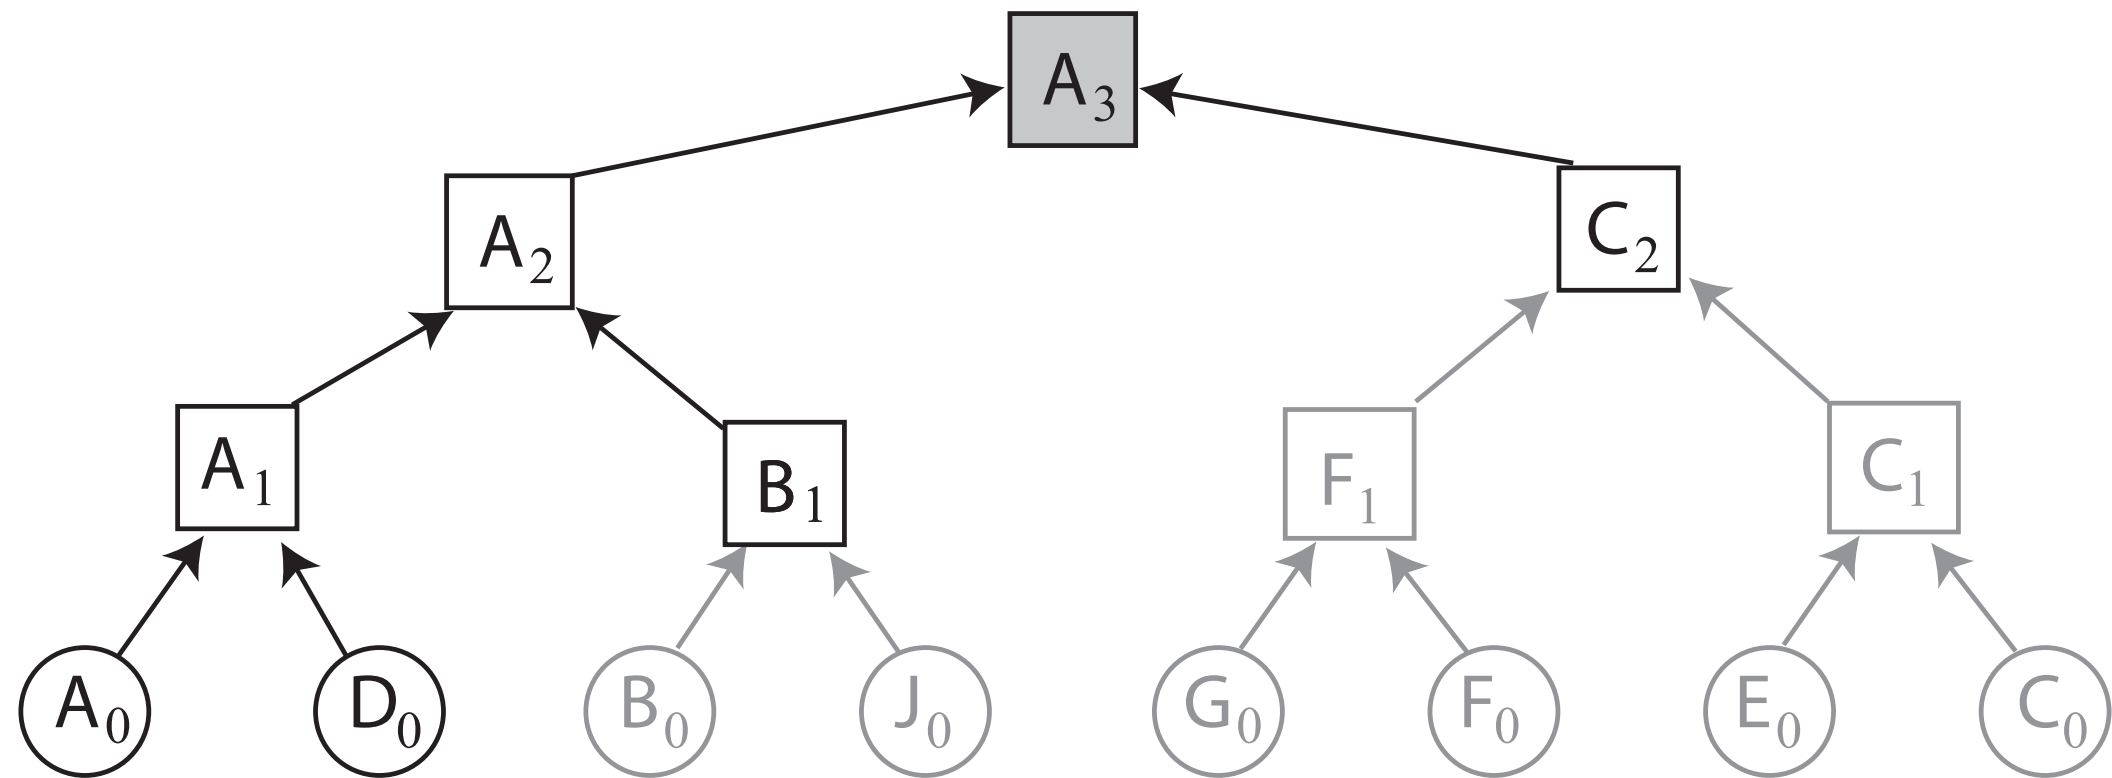 A₃
A₂ C₂
A₁ B₁ F₁ C₁
A₀ D₀ B₀ J₀ G₀ F₀ E₀ C₀